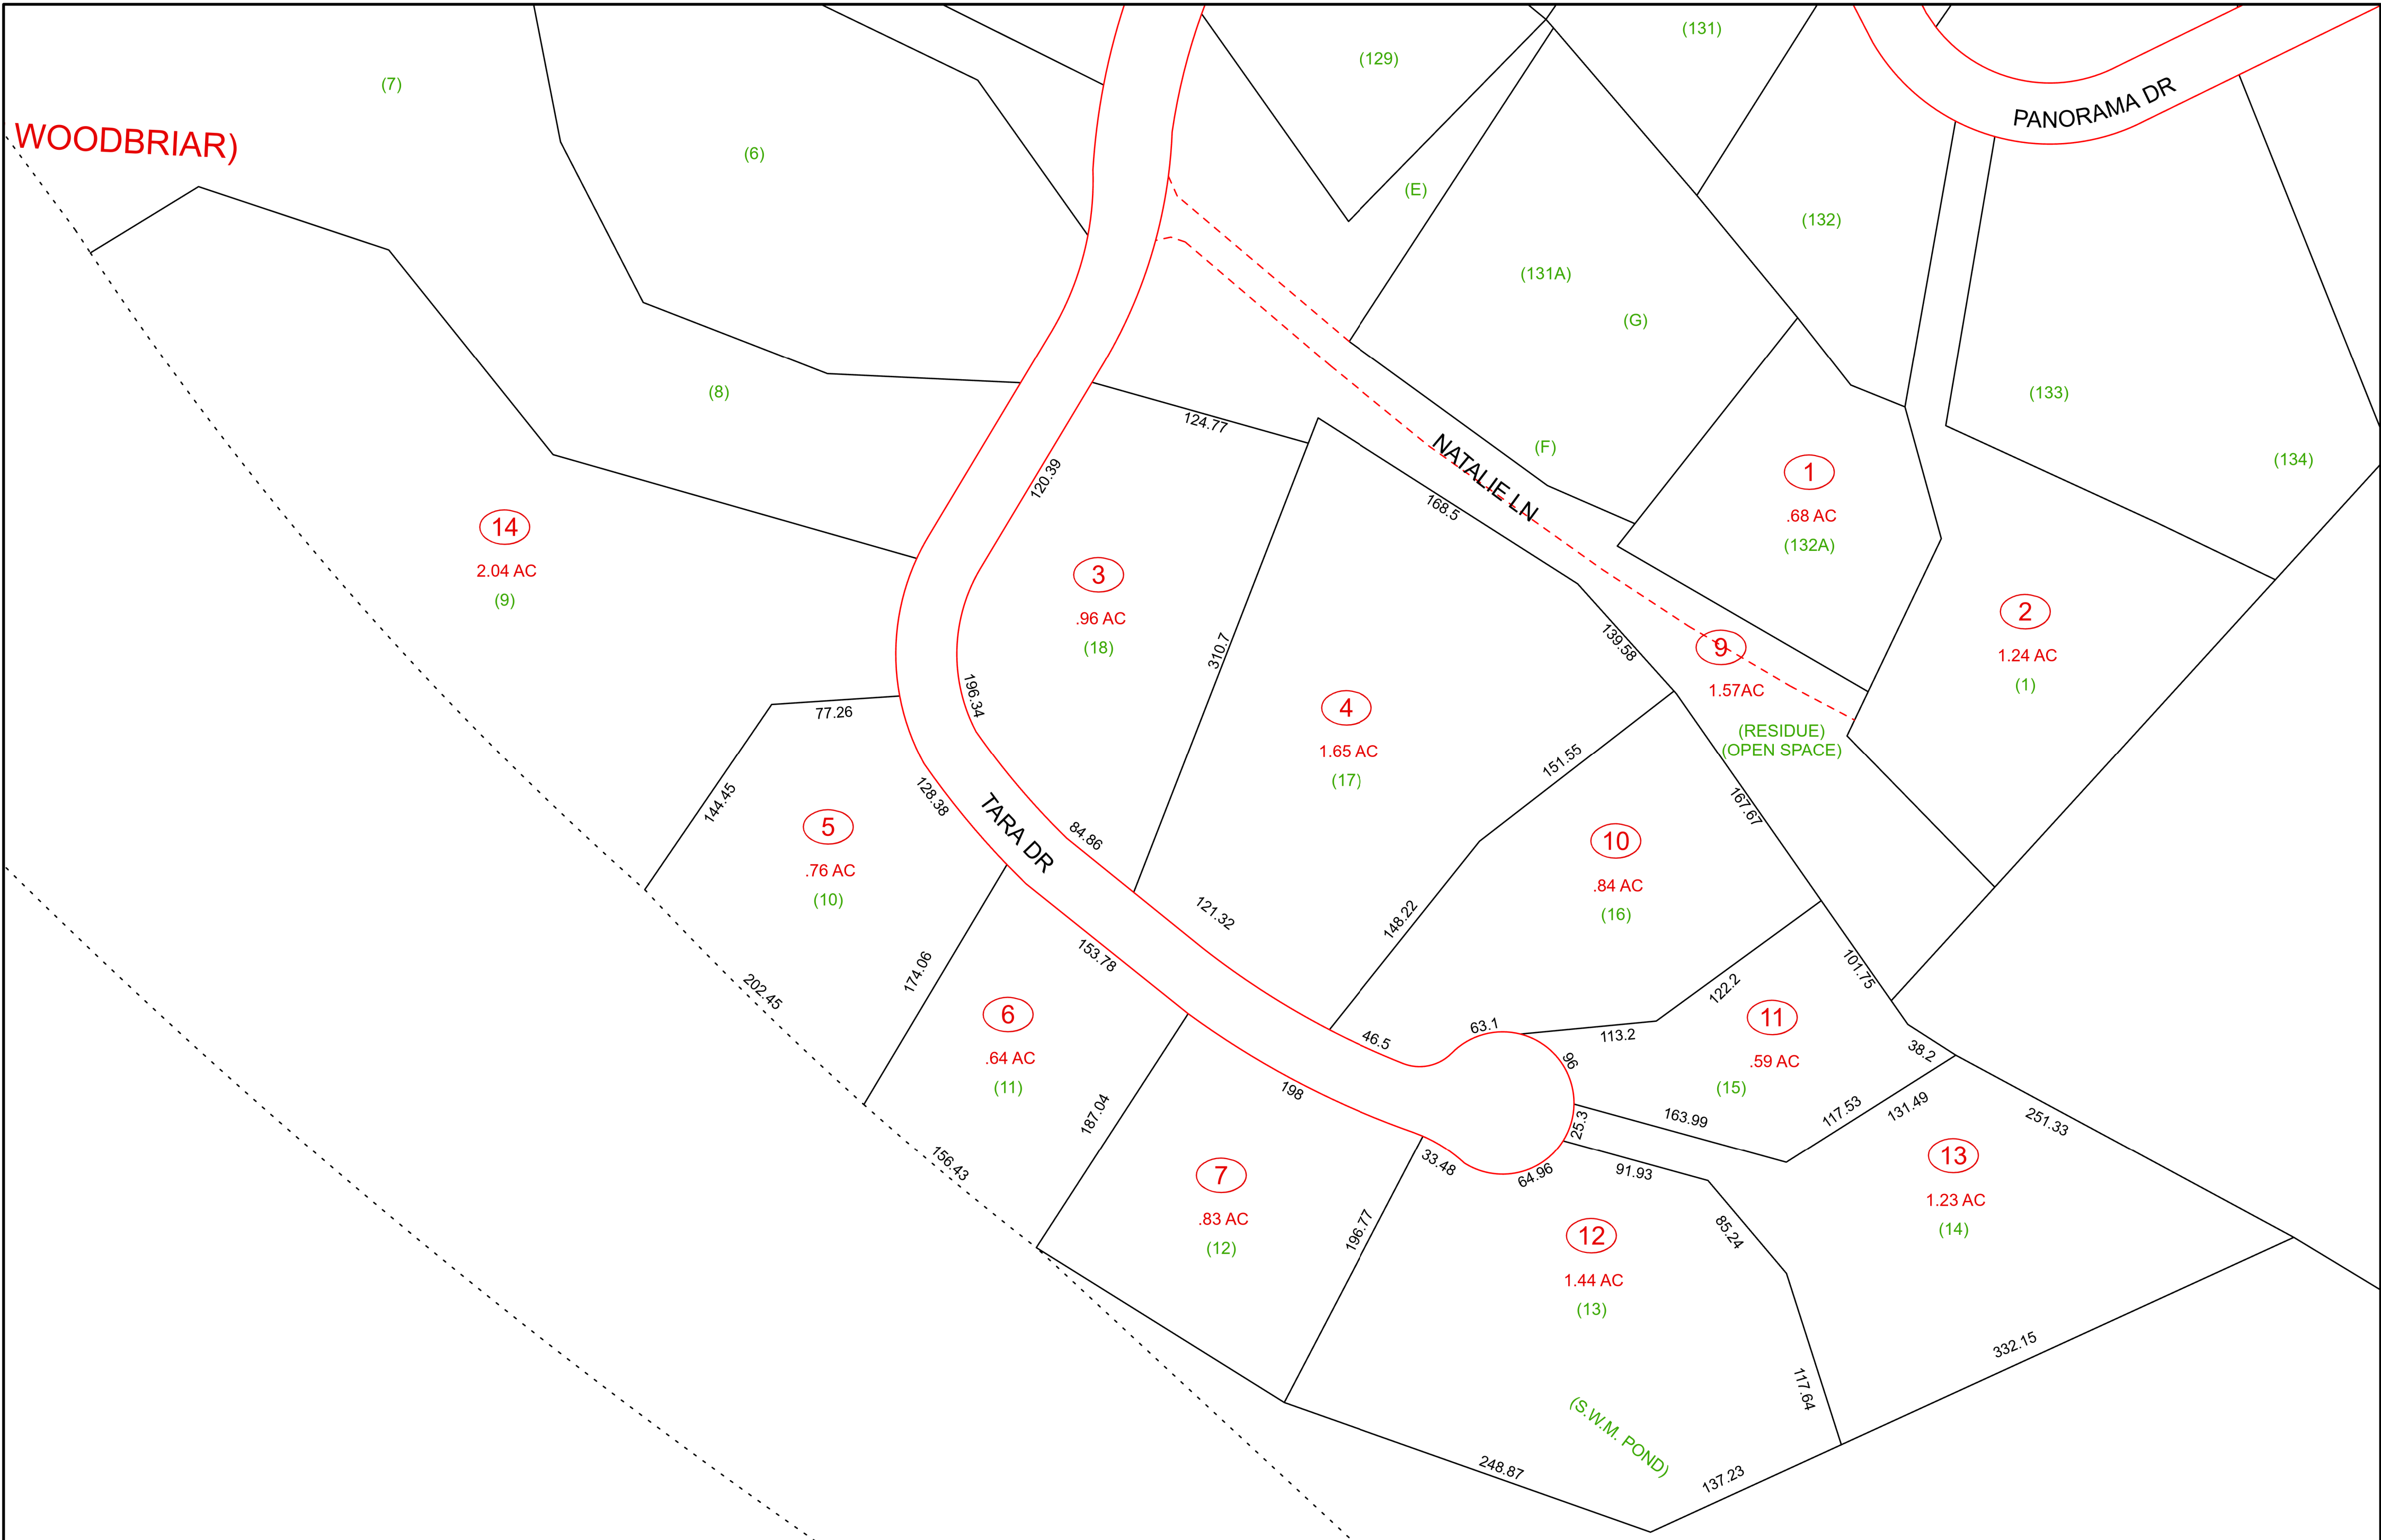 (131)
(129)
(7)
PANORAMA DR
WOODBRIAR)
(6)
(E)
(132)
(131A)
(G)
(8)
(133)
124.77
(F)
NATALIE LN
(134)
120.39
1
.68 AC
(132A)
168.5
14
2.04 AC
(9)
3
.96 AC
(18)
2
1.24 AC
(1)
310.7
139.58
9
1.57AC
(RESIDUE)
(OPEN SPACE)
196.34
4
1.65 AC
(17)
77.26
151.55
144.45
128.38
TARA DR
84.86
167.67
5
.76 AC
(10)
10
.84 AC
(16)
121.32
148.22
174.06
153.78
202.45
122.2
101.75
6
.64 AC
(11)
46.5
63.1
113.2
96
11
.59 AC
(15)
38.2
198
187.04
163.99
25.3
117.53
131.49
251.33
156.43
33.48
64.96
91.93
7
.83 AC
(12)
13
1.23 AC
(14)
196.77
85.24
12
1.44 AC
(13)
332.15
117.64
(S.W.M. POND)
248.87
137.23